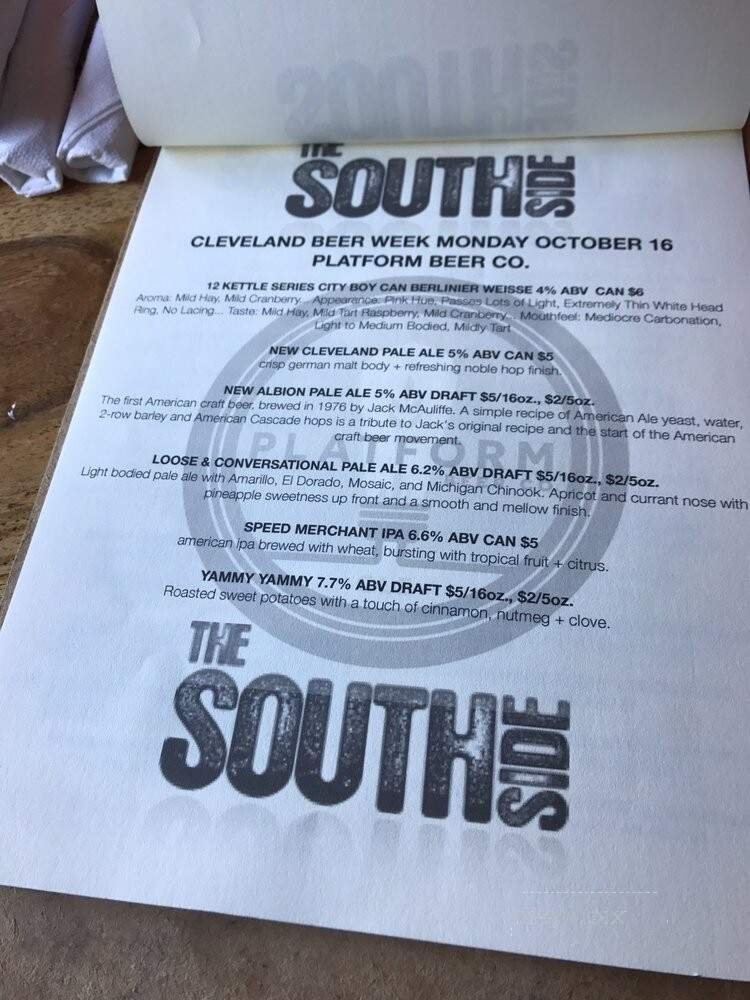 THE
SOUTH SIDE
CLEVELAND BEER WEEK MONDAY OCTOBER 16
PLATFORM BEER CO.
12 KETTLE SERIES CITY BOY CAN BERLINIER WEISSE 4% ABV CAN $6
Aroma: Mild Hay, Mild Cranberry... Appearance: Pink Hue, Passes Lots of Light, Extremely Thin White Head
Ring, No Lacing... Taste: Mild Hay, Mild Tart Raspberry, Mild Cranberry... Mouthfeel: Mediocre Carbonation,
Light to Medium Bodied, Mildly Tart
NEW CLEVELAND PALE ALE 5% ABV CAN $5
crisp german malt body + refreshing noble hop finish.
NEW ALBION PALE ALE 5% ABV DRAFT $5/16oz., $2/5oz.
The first American craft beer, brewed in 1976 by Jack McAuliffe. A simple recipe of American Ale yeast, water,
2-row barley and American Cascade hops is a tribute to Jack's original recipe and the start of the American
craft beer movement.
PLATFORM
LOOSE & CONVERSATIONAL PALE ALE 6.2% ABV DRAFT $5/16oz., $2/5oz.
Light bodied pale ale with Amarillo, El Dorado, Mosaic, and Michigan Chinook. Apricot and currant nose with
pineapple sweetness up front and a smooth and mellow finish.
SPEED MERCHANT IPA 6.6% ABV CAN $5
american ipa brewed with wheat, bursting with tropical fruit + citrus.
YAMMY YAMMY 7.7% ABV DRAFT $5/16oz., $2/5oz.
Roasted sweet potatoes with a touch of cinnamon, nutmeg + clove.
THE
SOUTH SIDE